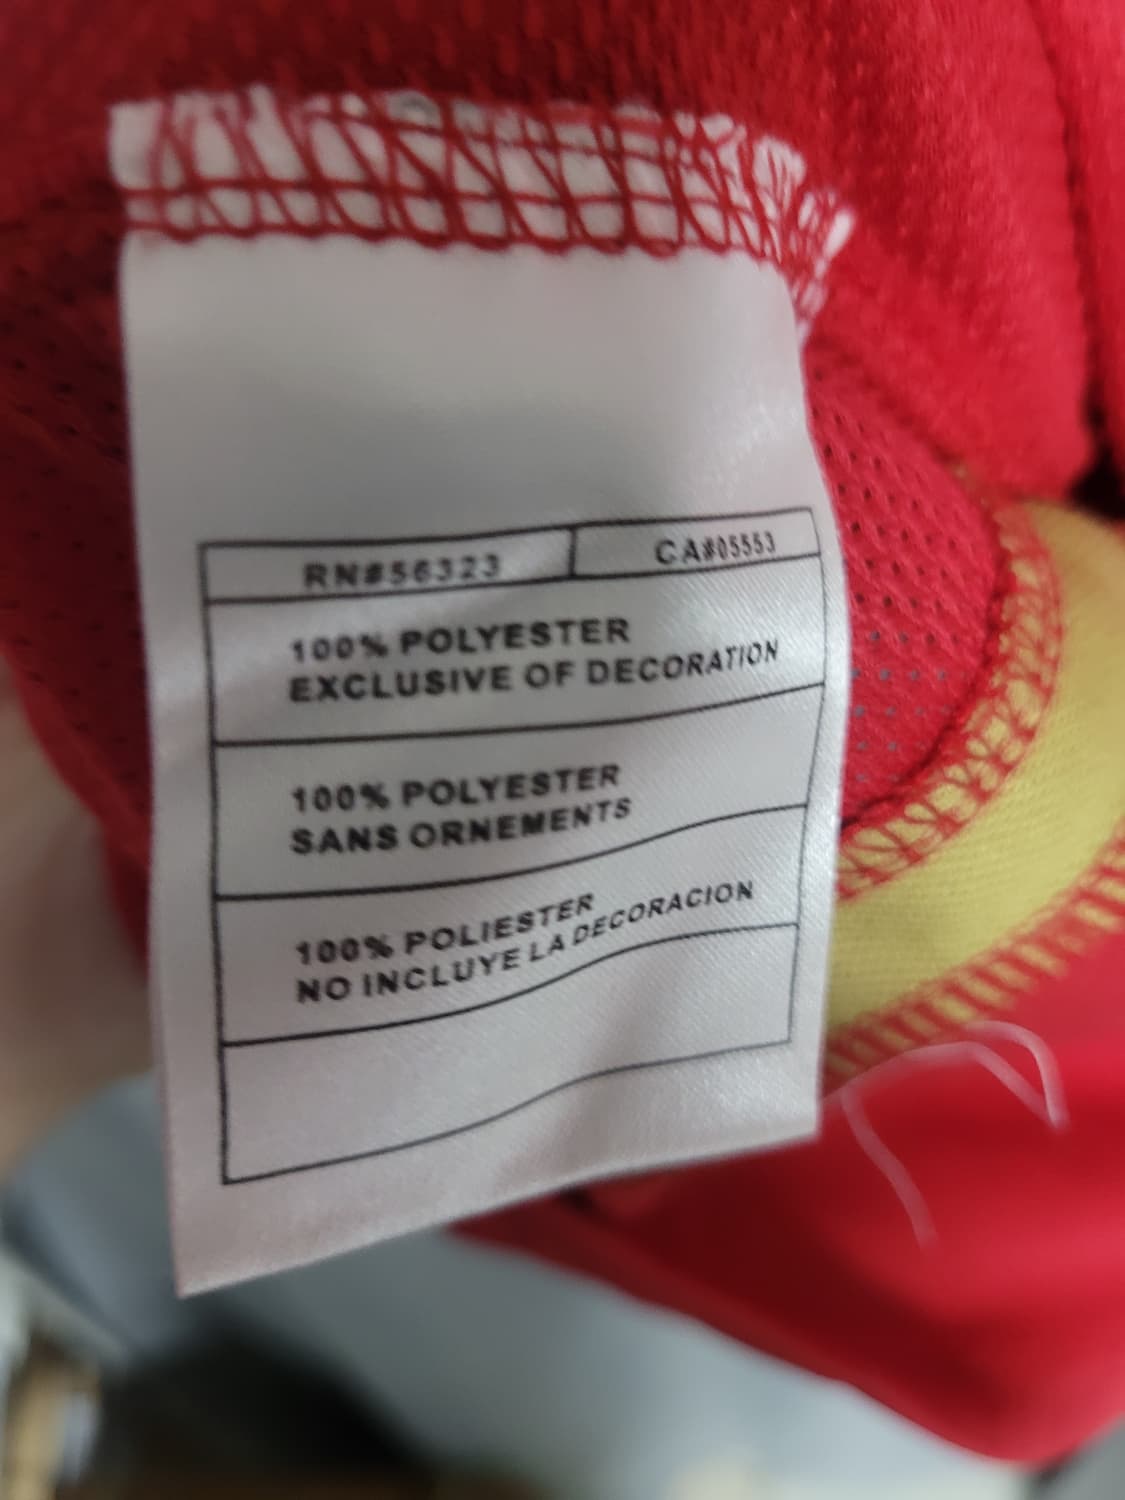 RN#56323 CA#05553
100% POLYESTER
EXCLUSIVE OF DECORATION
100% POLYESTER
SANS ORNEMENTS
100% POLIESTER
NO INCLUYE LA DECORACION